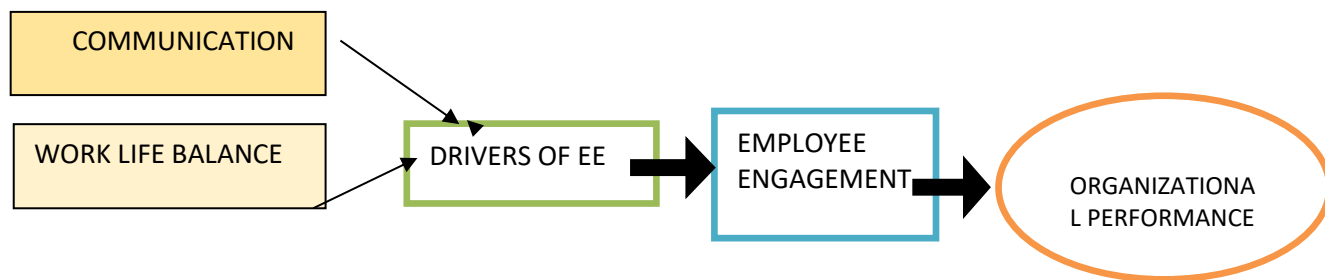 COMMUNICATION
WORK LIFE BALANCE
DRIVERS OF EE
EMPLOYEE
ENGAGEMENT
ORGANIZATIONA
L PERFORMANCE